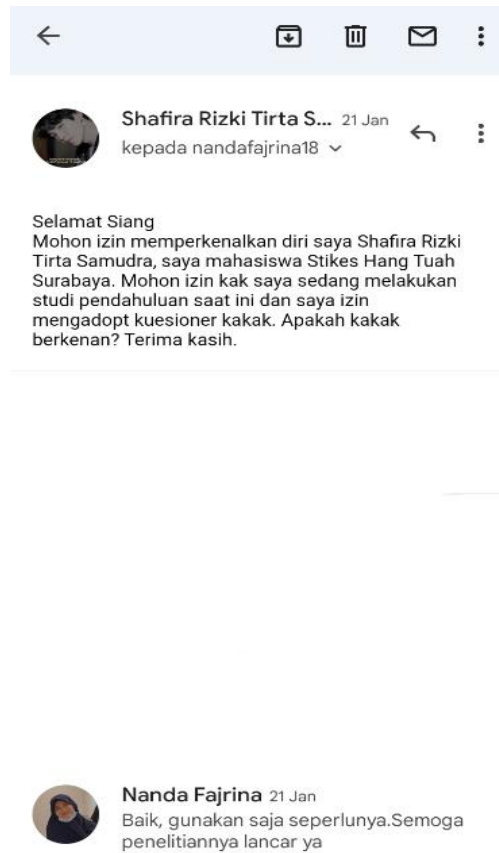 Shafira Rizki Tirta S... 21 Jan
kepada nandafajrina18
Selamat Siang
Mohon izin memperkenalkan diri saya Shafira Rizki
Tirta Samudra, saya mahasiswa Stikes Hang Tuah
Surabaya. Mohon izin kak saya sedang melakukan
studi pendahuluan saat ini dan saya izin
mengadopt kuesioner kakak. Apakah kakak
berkenan? Terima kasih.
Nanda Fajrina 21 Jan
Baik, gunakan saja seperlunya.Semoga
penelitiannya lancar ya